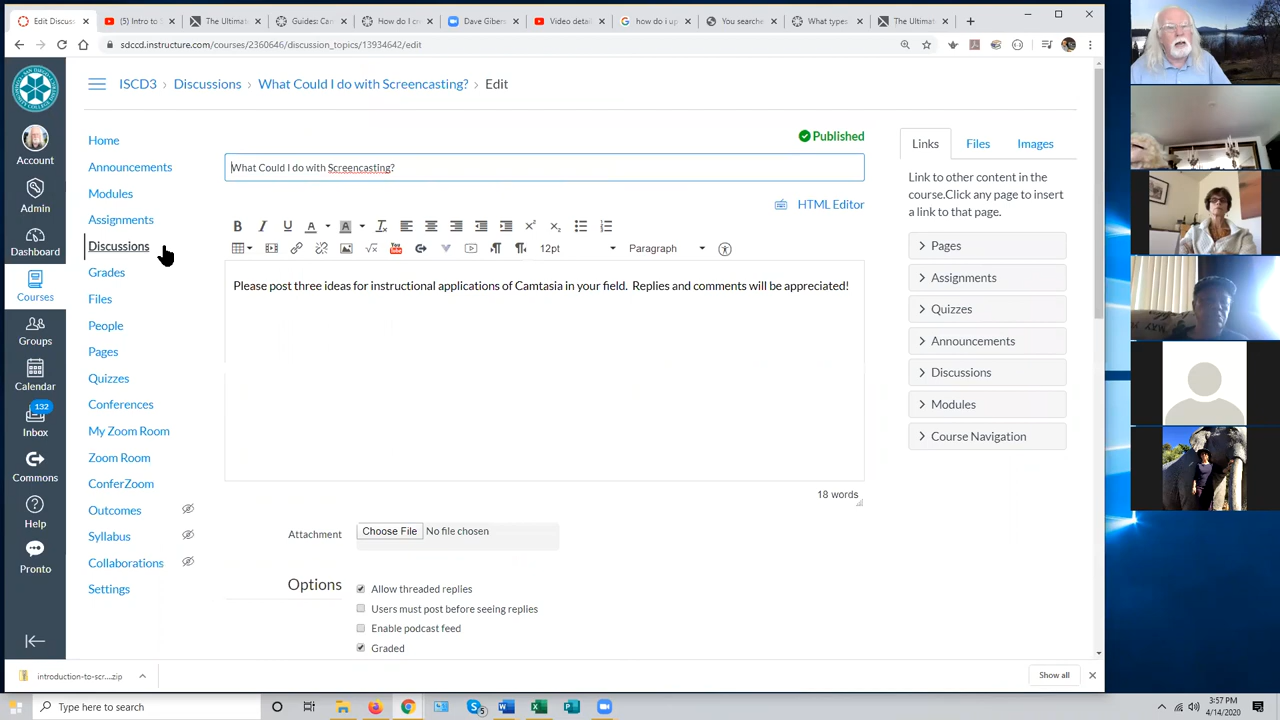 Edit Discus
(5) Intro to S
The Ultimat
Guides: Can
How do I cr
Dave Gibers
Video detail
how do i up
You searche
What types
The Ultimat
sdccd.instructure.com/courses/2360646/discussion_topics/13934642/edit
ISCD3 › Discussions › What Could I do with Screencasting? › Edit
Account
Admin
Dashboard
Courses
Groups
Calendar
132
Inbox
Commons
Help
Pronto
Home
Announcements
Modules
Assignments
Discussions
Grades
Files
People
Pages
Quizzes
Conferences
My Zoom Room
Zoom Room
ConferZoom
Outcomes
Syllabus
Collaborations
Settings
Published
What Could I do with Screencasting?
HTML Editor
B I U A A
12pt Paragraph
Please post three ideas for instructional applications of Camtasia in your field. Replies and comments will be appreciated!
18 words
Attachment Choose File No file chosen
Options
Allow threaded replies
Users must post before seeing replies
Enable podcast feed
Graded
Links Files Images
Link to other content in the
course.Click any page to insert
a link to that page.
Pages
Assignments
Quizzes
Announcements
Discussions
Modules
Course Navigation
introduction-to-scr....zip
Show all
Type here to search
3:57 PM
4/14/2020